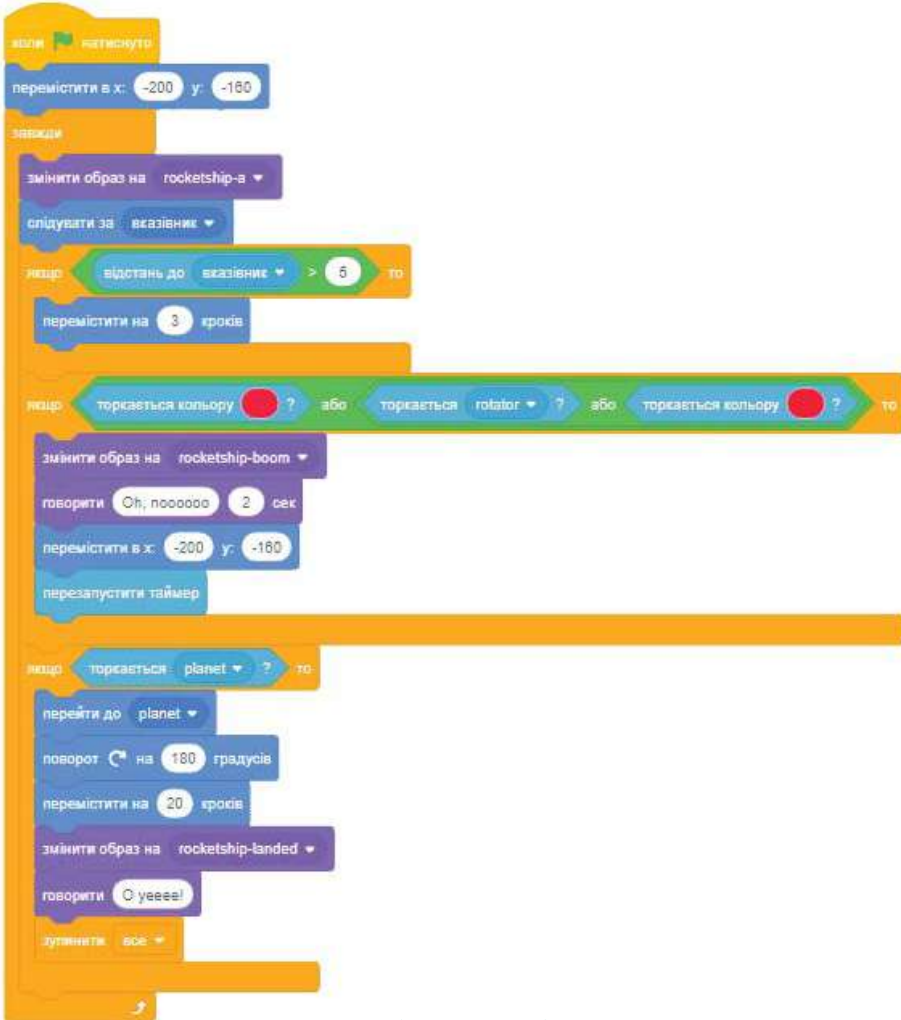 коли натиснуто
перемістити в x: -200 y: -160
завжди
змінити образ на rocketship-a
слідувати за вказівник
якщо відстань до вказівник > 5 то
перемістити на 3 кроків
якщо торкається кольору ? або торкається rotator ? або торкається кольору ? то
змінити образ на rocketship-boom
говорити Oh, noooooo 2 сек
перемістити в x: -200 y: -160
перезапустити таймер
якщо торкається planet ? то
перейти до planet
поворот на 180 градусів
перемістити на 20 кроків
змінити образ на rocketship-landed
говорити O yeeee!
зупинити все